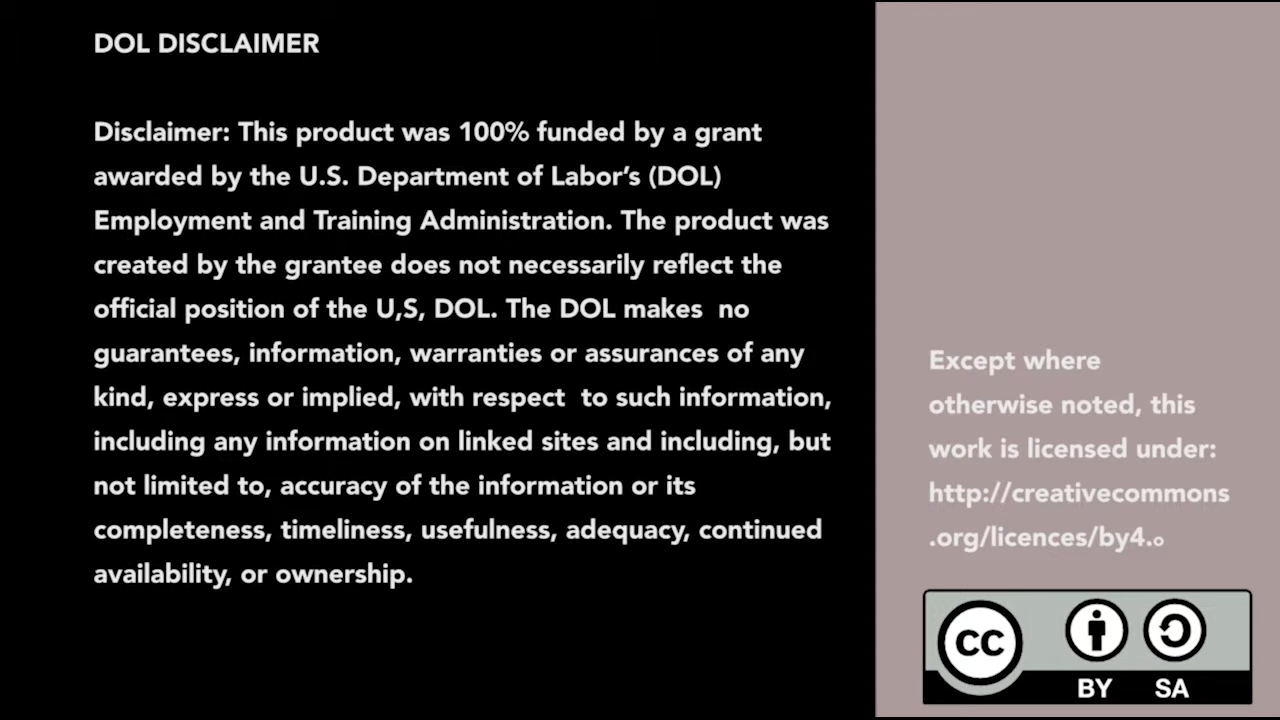 DOL DISCLAIMER
Disclaimer: This product was 100% funded by a grant
awarded by the U.S. Department of Labor’s (DOL)
Employment and Training Administration. The product was
created by the grantee does not necessarily reflect the
official position of the U,S, DOL. The DOL makes  no
guarantees, information, warranties or assurances of any
kind, express or implied, with respect  to such information,
including any information on linked sites and including, but
not limited to, accuracy of the information or its
completeness, timeliness, usefulness, adequacy, continued
availability, or ownership.
Except where
otherwise noted, this
work is licensed under:
http://creativecommons
.org/licences/by4.o
CC
BY SA